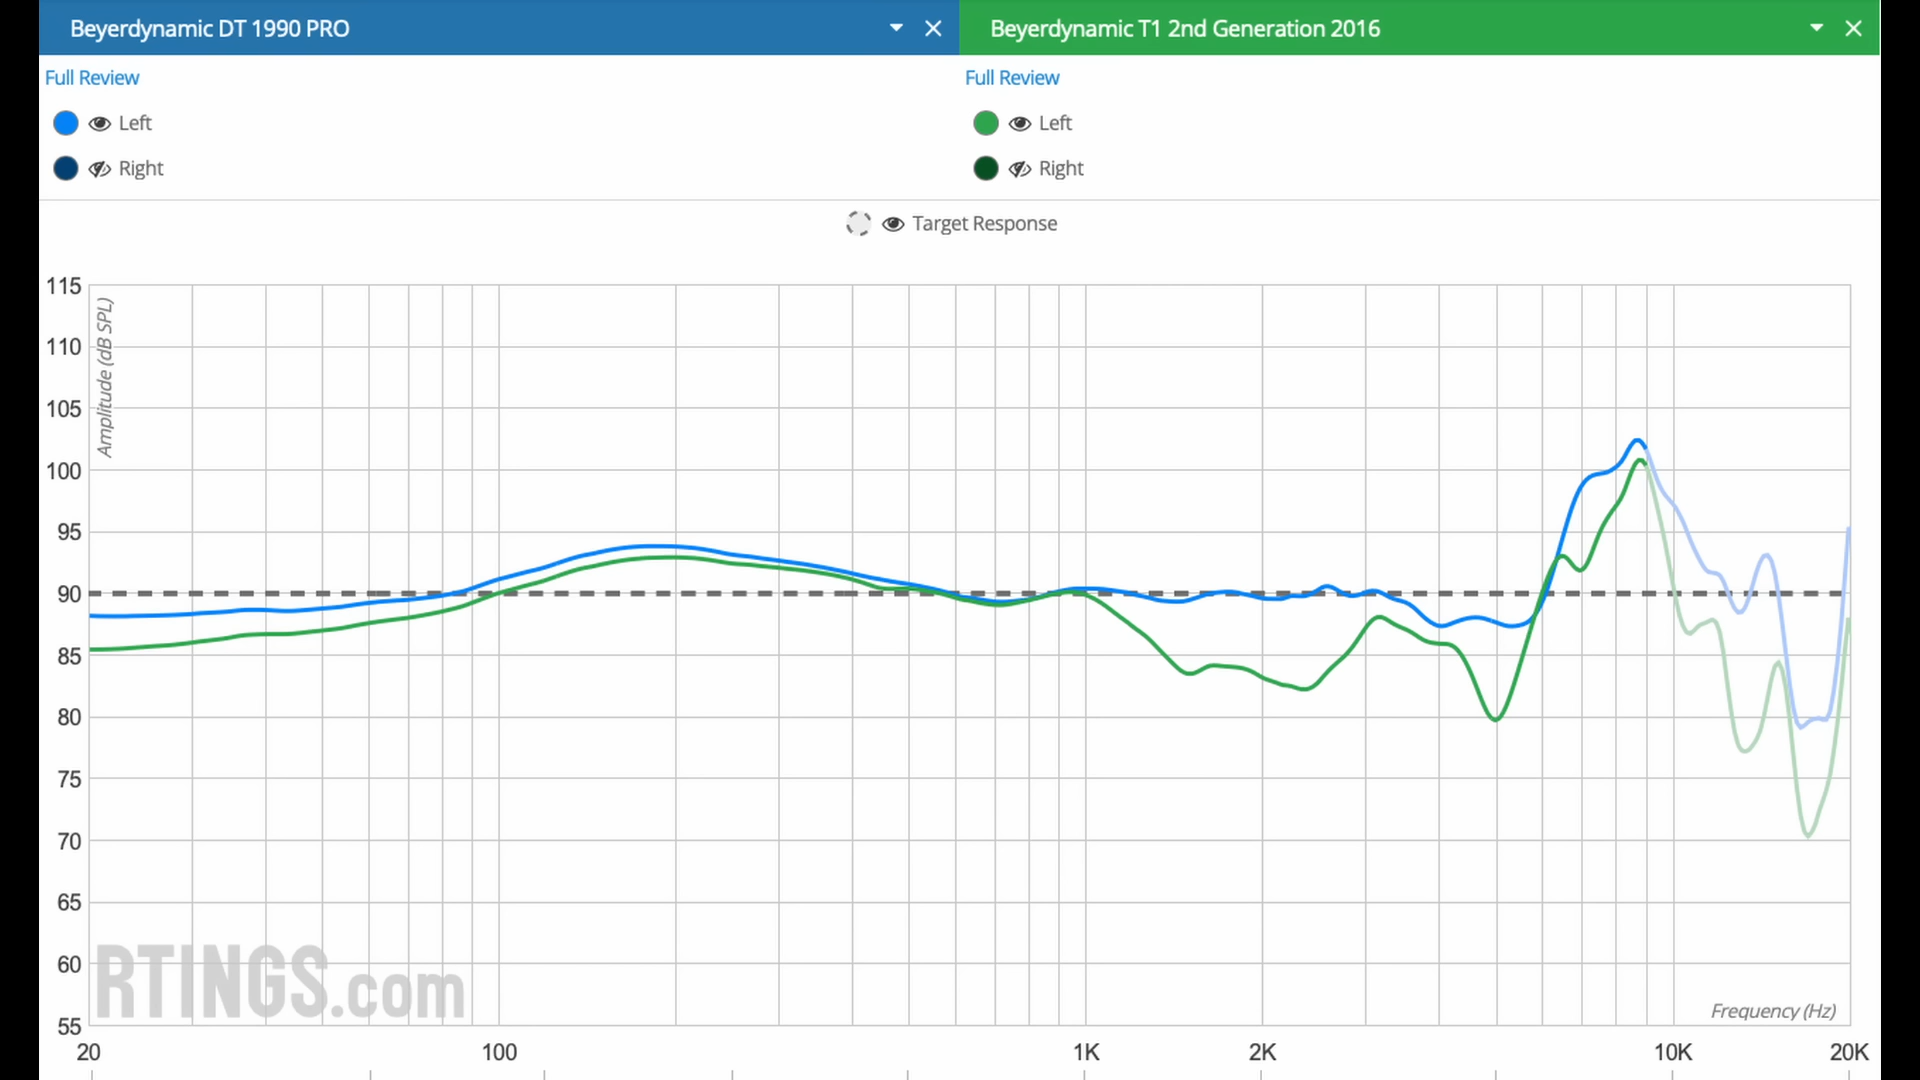 Beyerdynamic DT 1990 PRO
Beyerdynamic T1 2nd Generation 2016
Full Review
Full Review
Left
Left
Right
Right
Target Response
115
110
105
100
95
90
85
80
75
70
65
60
55
Amplitude (dB SPL)
RTINGS.com
Frequency (Hz)
20
100
1K
2K
10K
20K